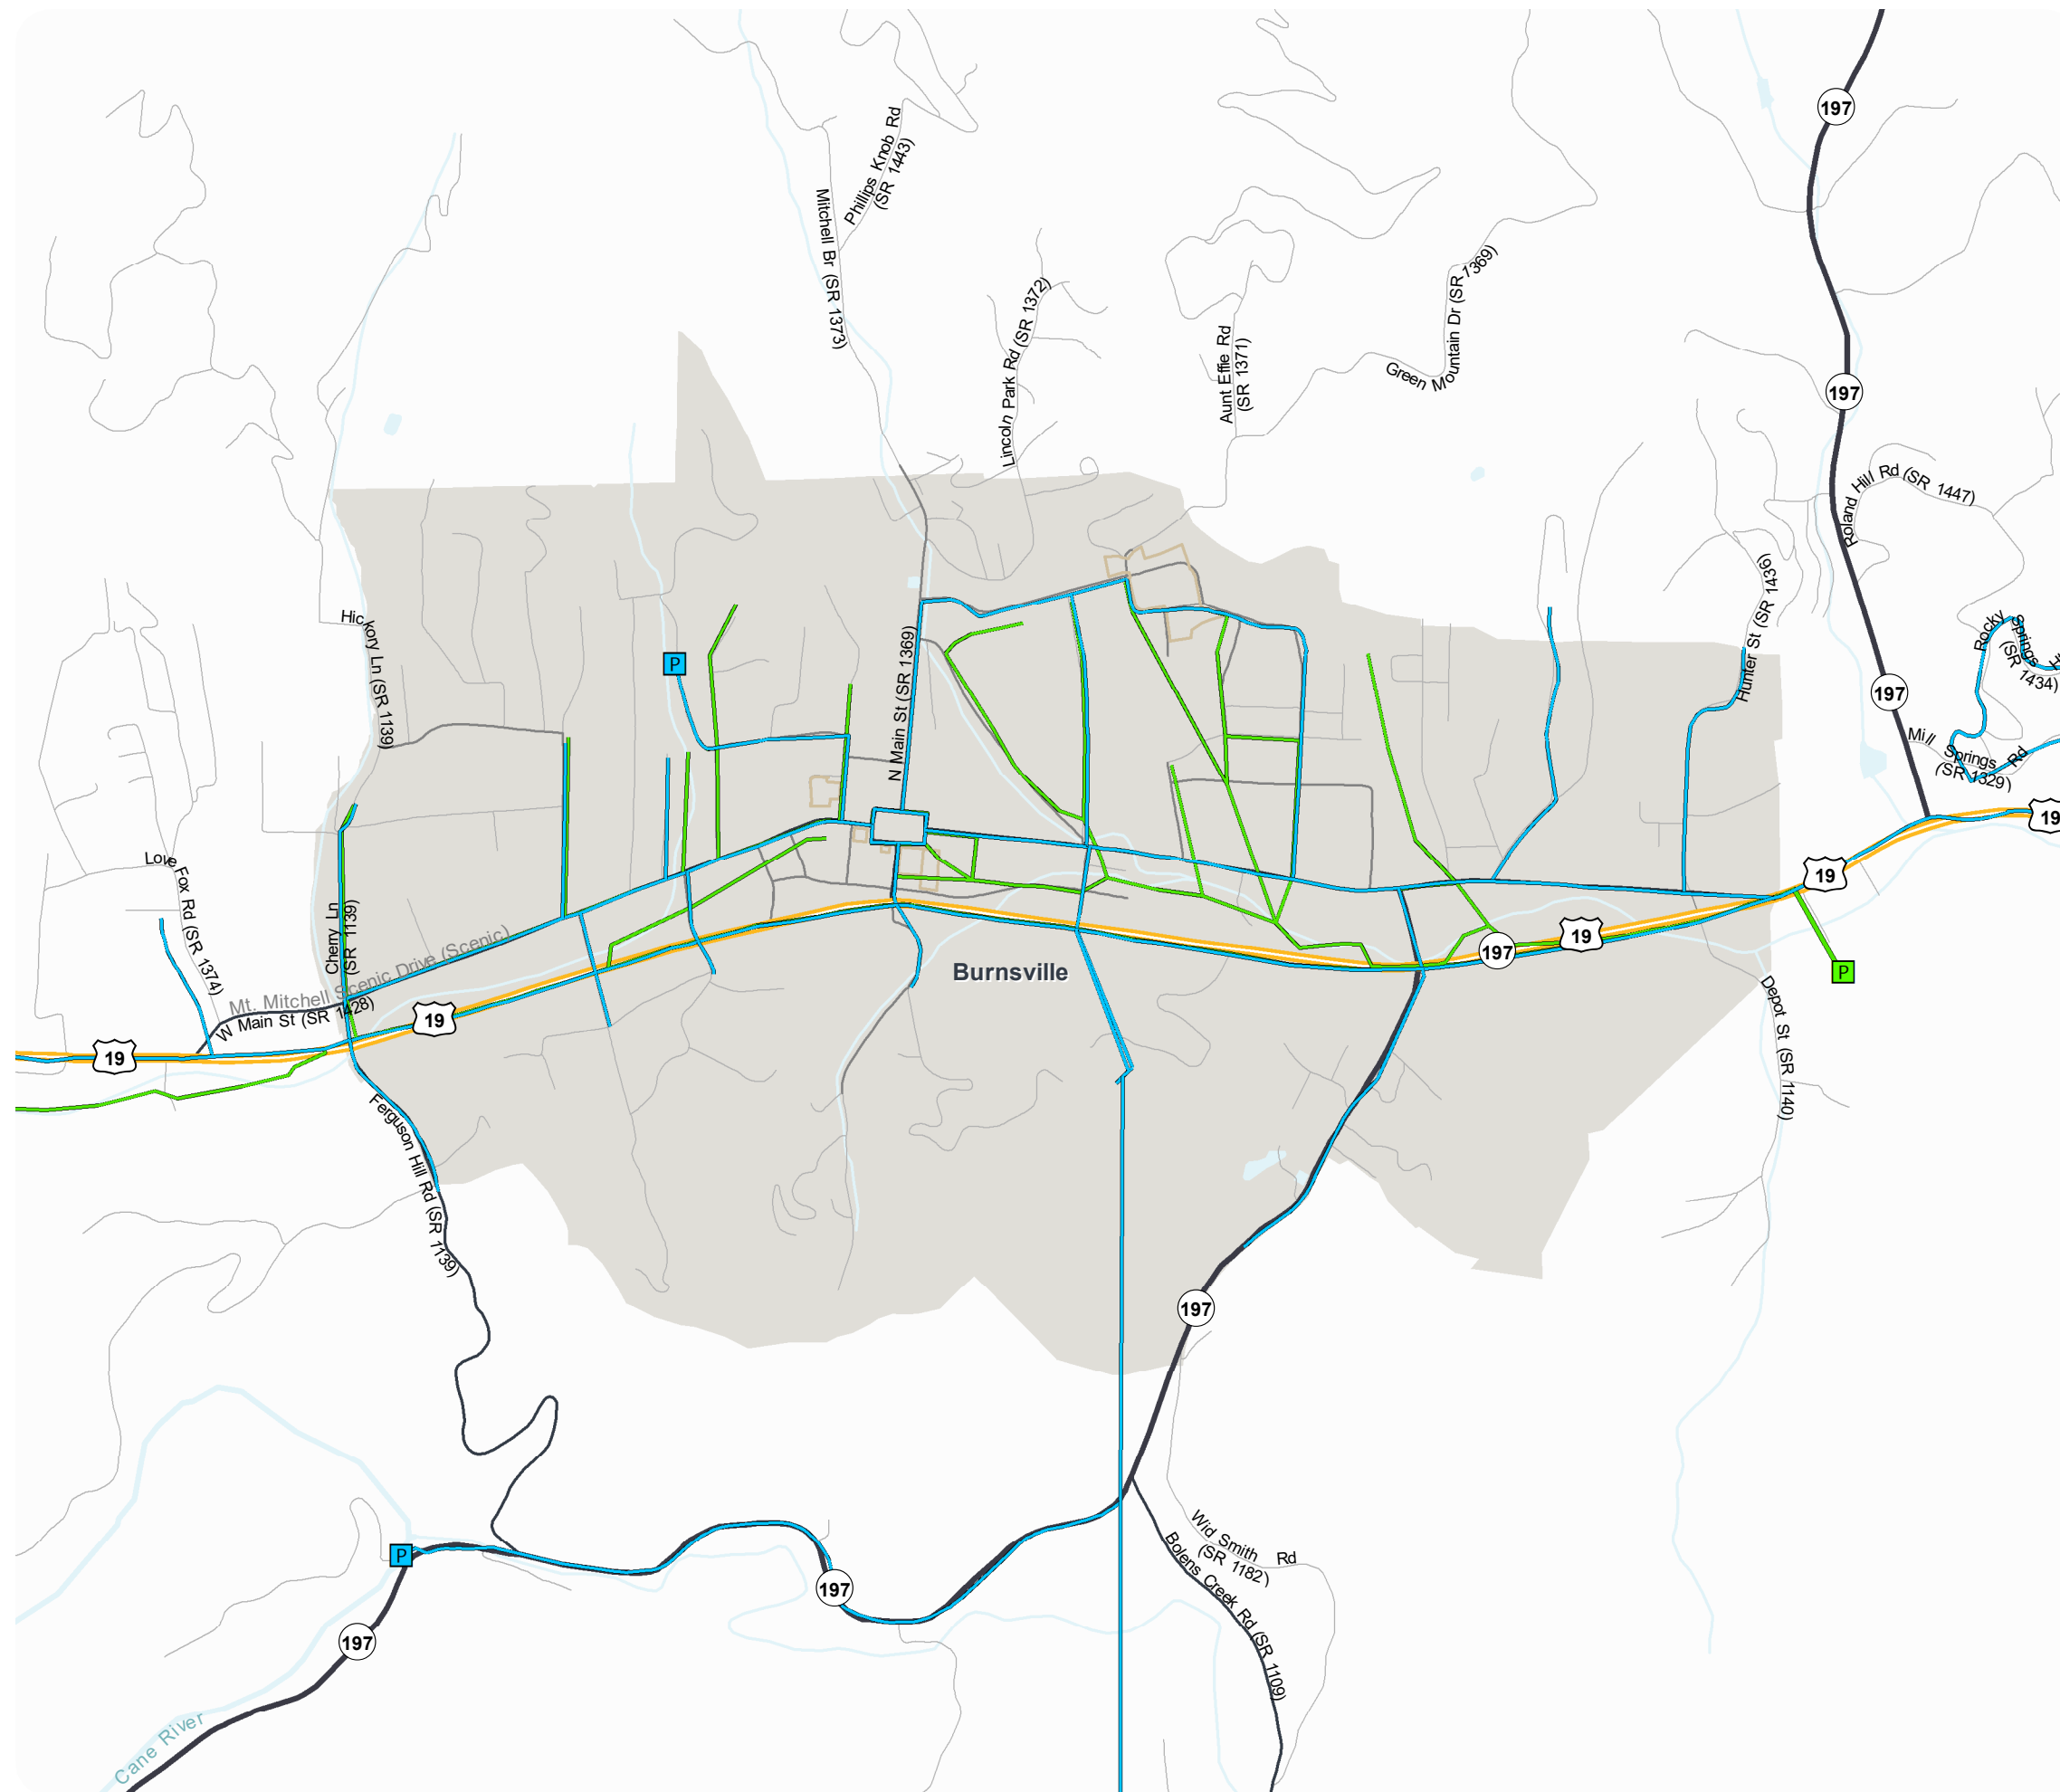 197
Phillips Knob Rd
(SR 1443)
Mitchell Br (SR 1373)
Lincoln Park Rd (SR 1372)
Aunt Effie Rd
(SR 1371)
Green Mountain Dr (SR 1369)
197
Roland Hill Rd (SR 1447)
Hunter St (SR 1436)
Hickory Ln (SR 1139)
N Main St (SR 1369)
P
197
Rocky
Springs
(SR 1434)
Mill Springs Rd
(SR 1329)
19
19
Love Fox Rd (SR 1374)
Cherry Ln
(SR 1139)
Mt. Mitchell Scenic Drive (Scenic)
W Main St (SR 1428)
19
19
Burnsville
197
19
P
Depot St (SR 1140)
Ferguson Hill Rd (SR 1139)
197
P
197
197
Wid Smith Rd
(SR 1182)
Bolens Creek Rd (SR 1109)
Cane River